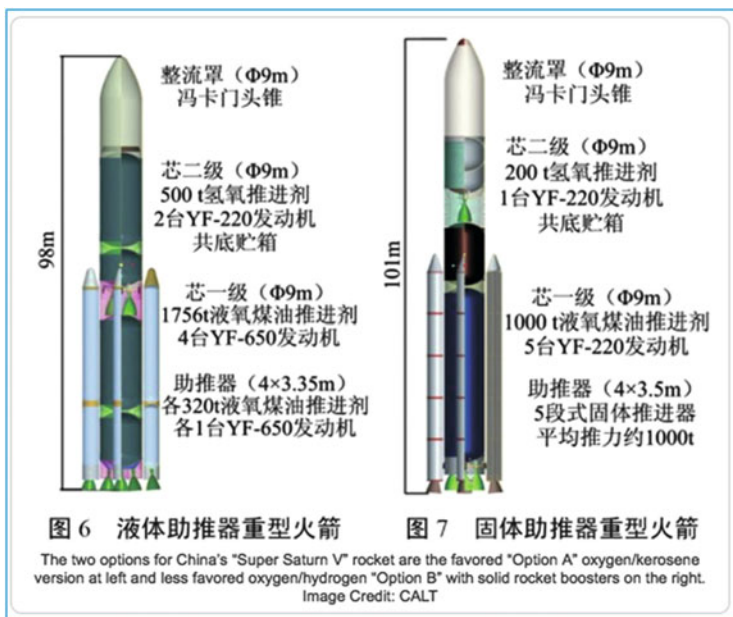 98m
整流罩（Φ9m）
冯卡门头锥
芯二级（Φ9m）
500 t氢氧推进剂
2台YF-220发动机
共底贮箱
芯一级（Φ9m）
1756t液氧煤油推进剂
4台YF-650发动机
助推器（4×3.35m）
各320t液氧煤油推进剂
各1台YF-650发动机
图 6 液体助推器重型火箭
101m
整流罩（Φ9m）
冯卡门头锥
芯二级（Φ9m）
200 t氢氧推进剂
1台YF-220发动机
共底贮箱
芯一级（Φ9m）
1000 t液氧煤油推进剂
5台YF-220发动机
助推器（4×3.5m）
5段式固体推进器
平均推力约1000t
图 7 固体助推器重型火箭
The two options for China's "Super Saturn V" rocket are the favored "Option A" oxygen/kerosene
version at left and less favored oxygen/hydrogen "Option B" with solid rocket boosters on the right.
Image Credit: CALT